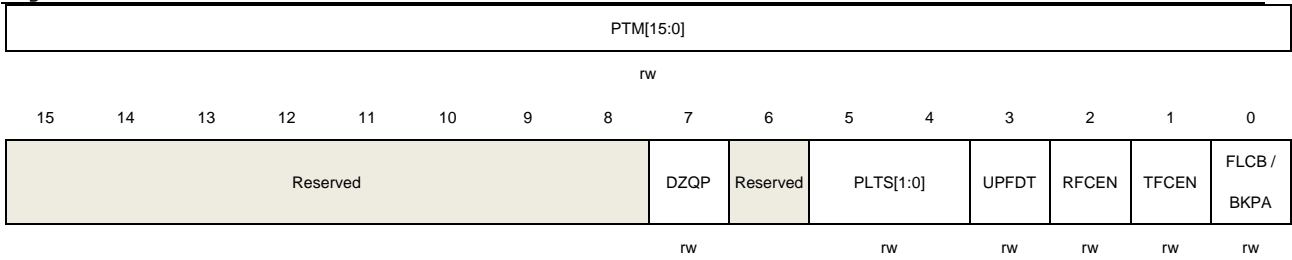 PTM[15:0]
rw
15 14 13 12 11 10 9 8 7 6 5 4 3 2 1 0
Reserved DZQP Reserved PLTS[1:0] UPFDT RFCEN TFCEN FLCB /
BKPA
rw rw rw rw rw rw